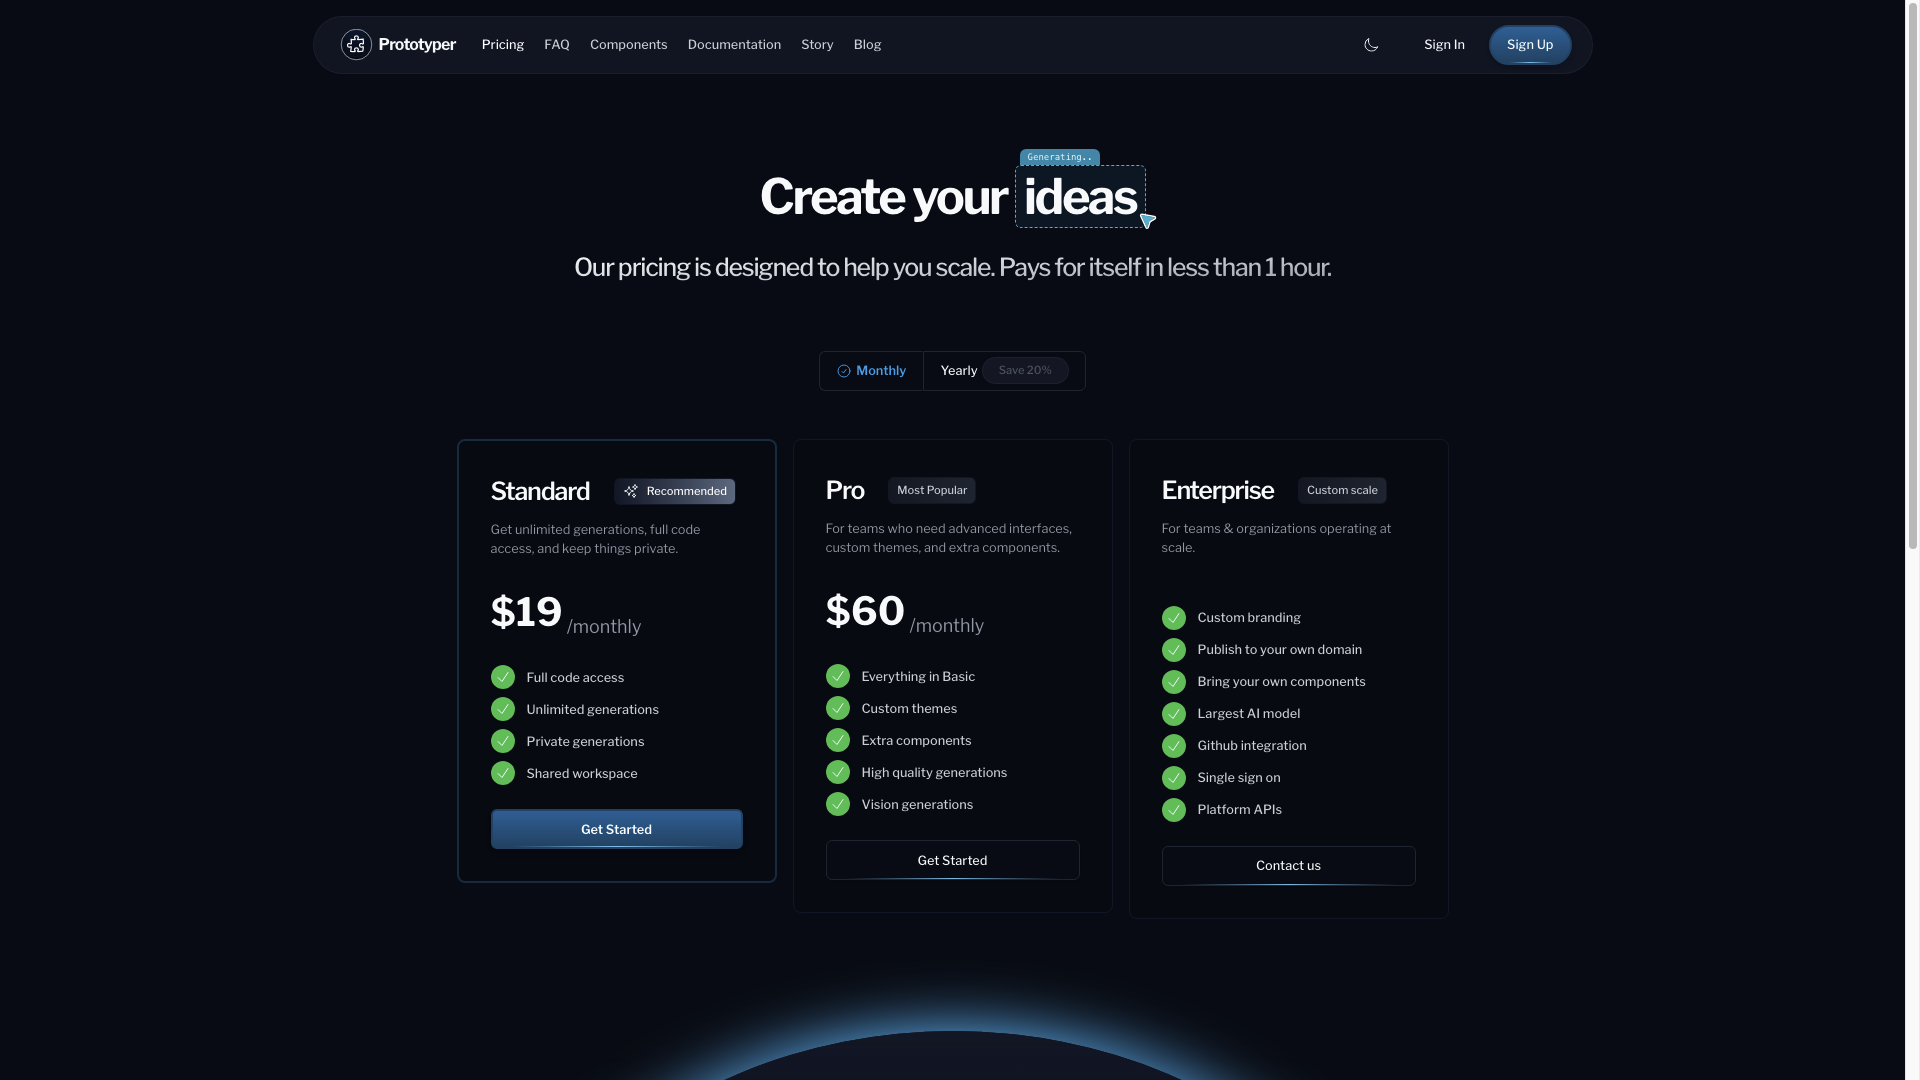 Prototyper Pricing FAQ Components Documentation Story Blog Sign In Sign Up
Generating..
Create your ideas
Our pricing is designed to help you scale. Pays for itself in less than 1 hour.
Monthly Yearly Save 20%
Standard Recommended
Get unlimited generations, full code
access, and keep things private.
$19 /monthly
Full code access
Unlimited generations
Private generations
Shared workspace
Get Started
Pro Most Popular
For teams who need advanced interfaces,
custom themes, and extra components.
$60 /monthly
Everything in Basic
Custom themes
Extra components
High quality generations
Vision generations
Get Started
Enterprise Custom scale
For teams & organizations operating at
scale.
Custom branding
Publish to your own domain
Bring your own components
Largest AI model
Github integration
Single sign on
Platform APIs
Contact us